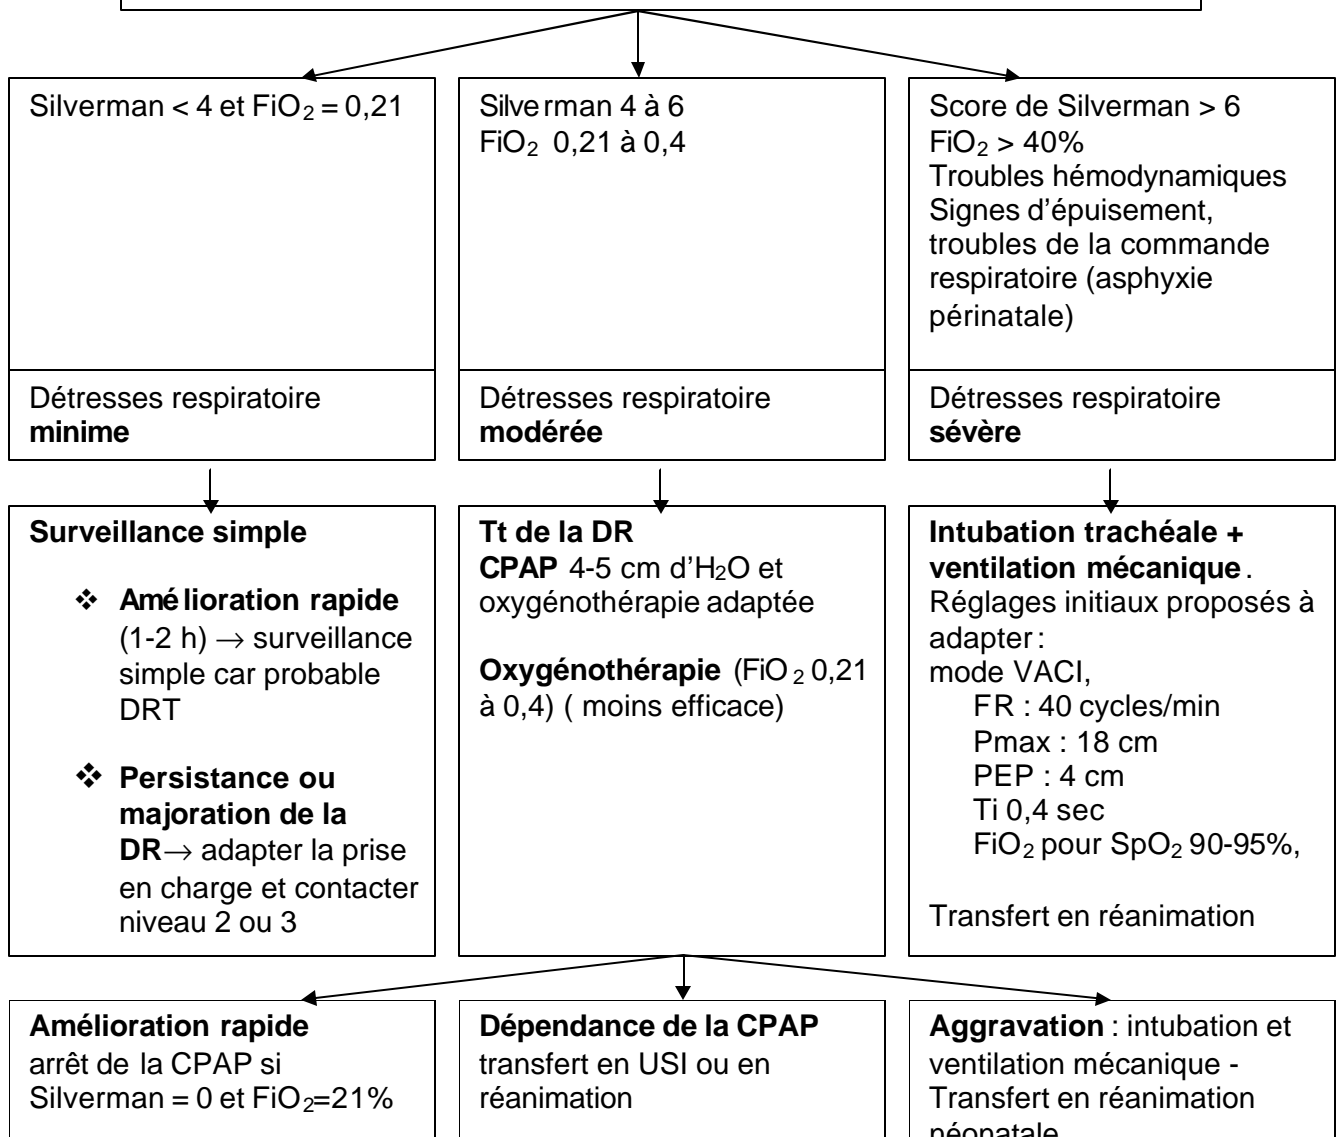 Silverman < 4 et FiO2 = 0,21
Silverman 4 à 6
FiO2 0,21 à 0,4
Score de Silverman > 6
FiO2 > 40%
Troubles hémodynamiques
Signes d’épuisement,
troubles de la commande
respiratoire (asphyxie
périnatale)
Détresses respiratoire
minime
Détresses respiratoire
modérée
Détresses respiratoire
sévère
Surveillance simple
❖ Amélioration rapide
(1-2 h) → surveillance
simple car probable
DRT
❖ Persistance ou
majoration de la
DR→ adapter la prise
en charge et contacter
niveau 2 ou 3
Tt de la DR
CPAP 4-5 cm d’H2O et
oxygénothérapie adaptée
Oxygénothérapie (FiO2 0,21
à 0,4) ( moins efficace)
Intubation trachéale +
ventilation mécanique.
Réglages initiaux proposés à
adapter :
mode VACI,
FR : 40 cycles/min
Pmax : 18 cm
PEP : 4 cm
Ti 0,4 sec
FiO2 pour SpO2 90-95%,
Transfert en réanimation
Amélioration rapide
arrêt de la CPAP si
Silverman = 0 et FiO2=21%
Dépendance de la CPAP
transfert en USI ou en
réanimation
Aggravation : intubation et
ventilation mécanique -
Transfert en réanimation
néonatale